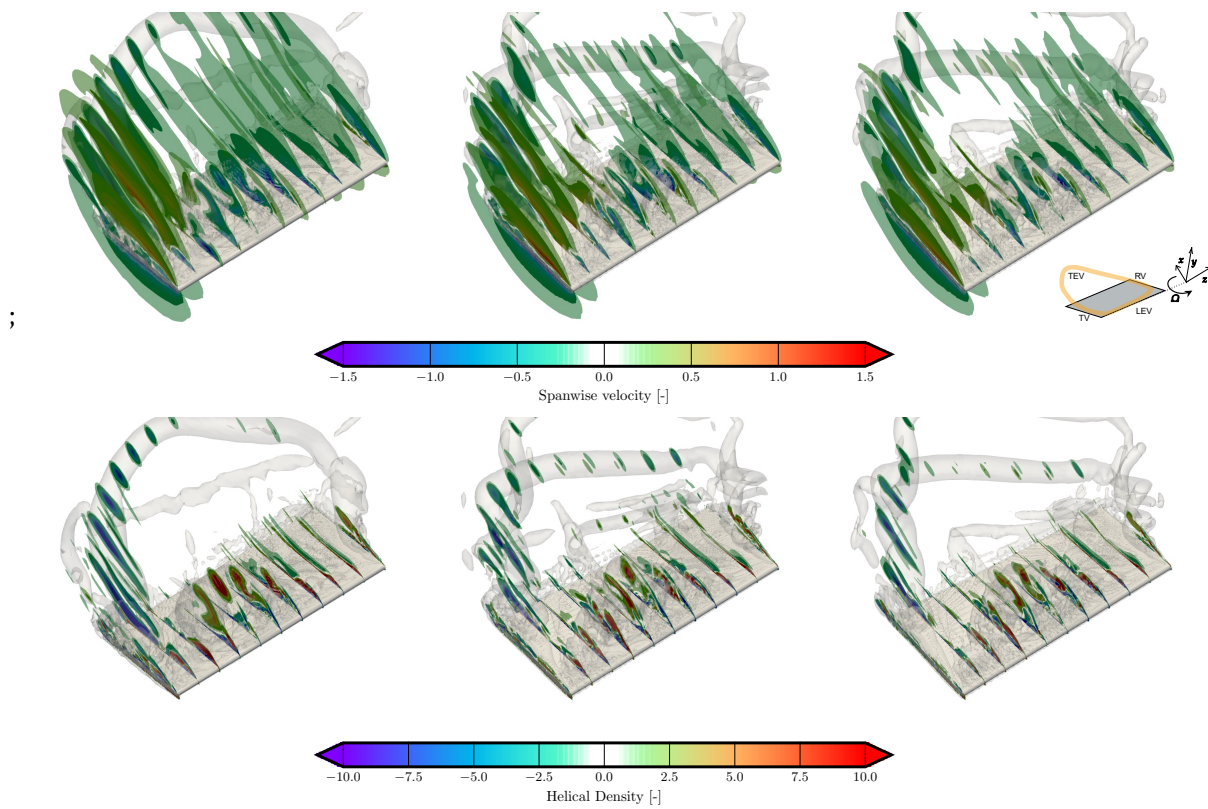 TEV
RV
x
y
z
Ω
TV
LEV
;
−1.5 −1.0 −0.5 0.0 0.5 1.0 1.5
Spanwise velocity [-]
−10.0 −7.5 −5.0 −2.5 0.0 2.5 5.0 7.5 10.0
Helical Density [-]